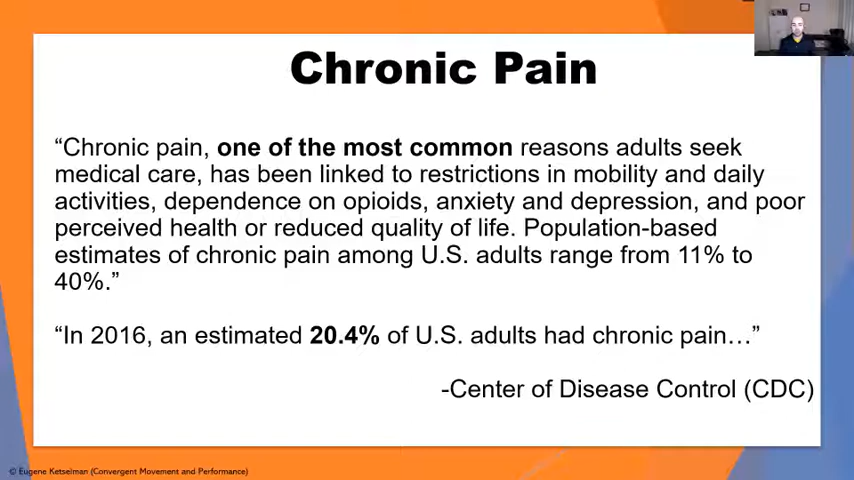 Chronic Pain
“Chronic pain, one of the most common reasons adults seek
medical care, has been linked to restrictions in mobility and daily
activities, dependence on opioids, anxiety and depression, and poor
perceived health or reduced quality of life. Population-based
estimates of chronic pain among U.S. adults range from 11% to
40%.”
“In 2016, an estimated 20.4% of U.S. adults had chronic pain…”
-Center of Disease Control (CDC)
© Eugene Ketselman (Convergent Movement and Performance)